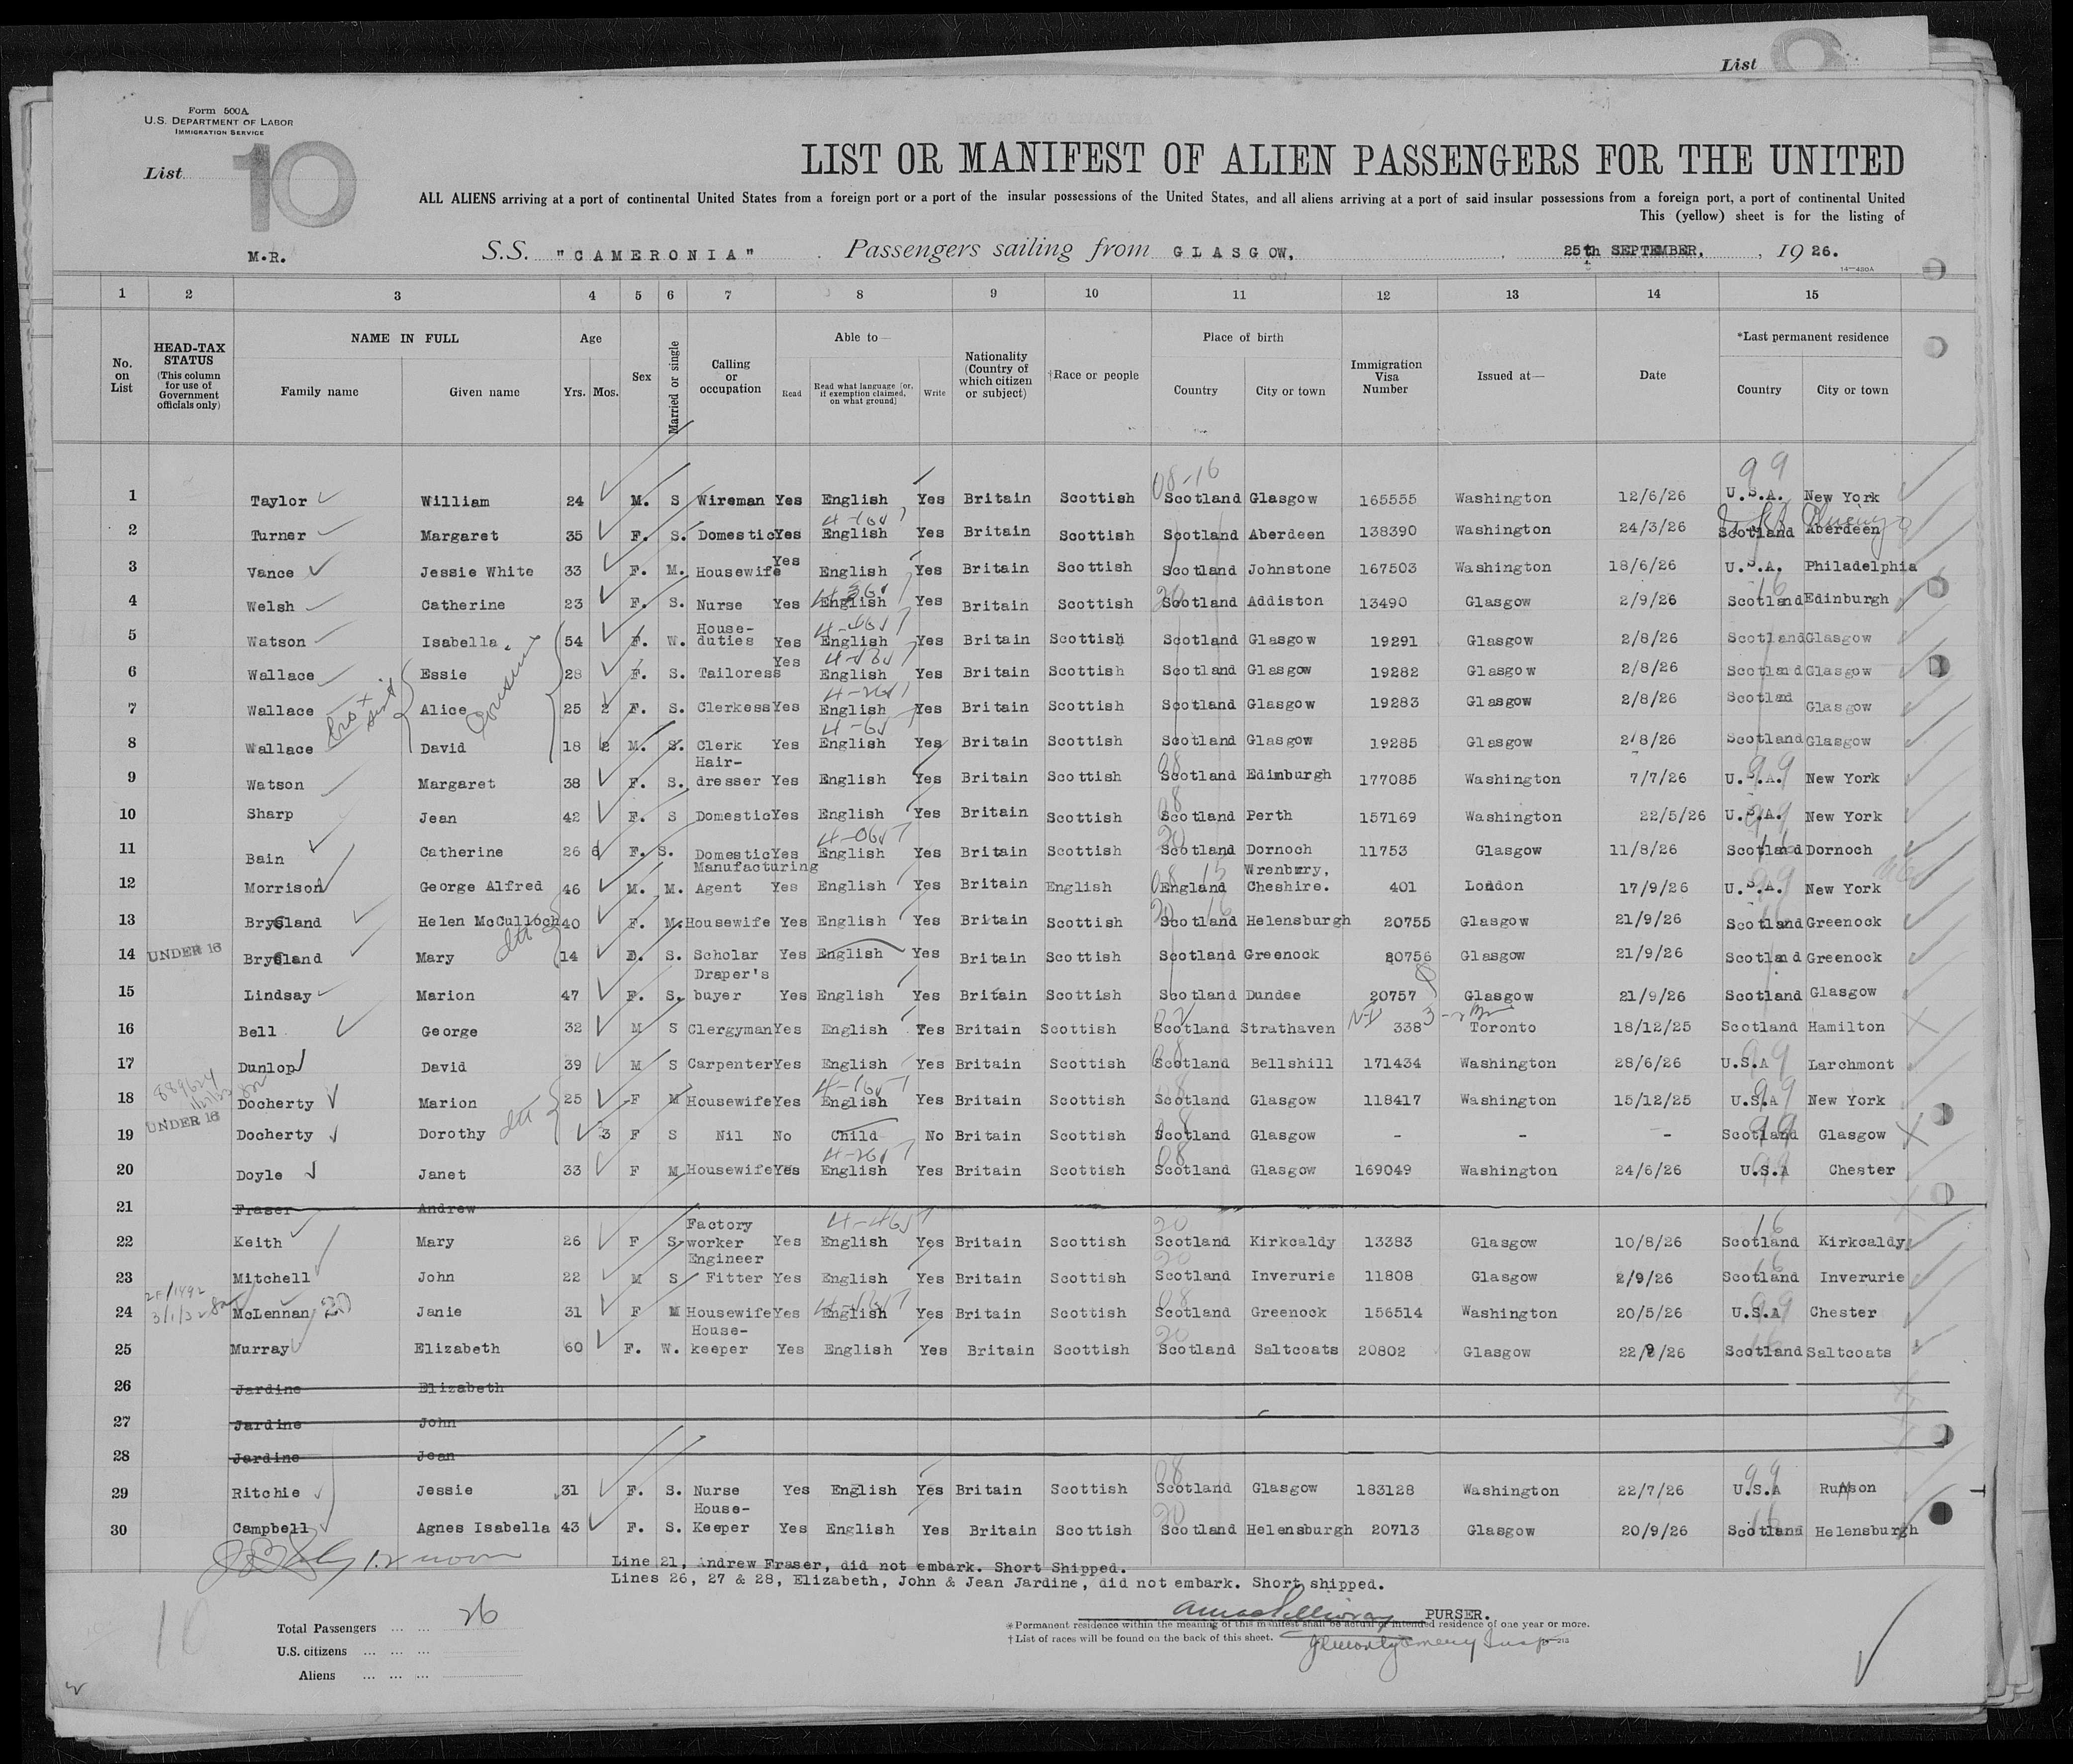 List
Form 500A
U.S. DEPARTMENT OF LABOR
IMMIGRATION SERVICE
List 10
LIST OR MANIFEST OF ALIEN PASSENGERS FOR THE UNITED
ALL ALIENS arriving at a port of continental United States from a foreign port or a port of the insular possessions of the United States, and all aliens arriving at a port of said insular possessions from a foreign port, a port of continental United
This (yellow) sheet is for the listing of
M.R. S.S. "CAMERONIA" Passengers sailing from GLASGOW, 25th SEPTEMBER, 1926.
14-480A
1 2 3 4 5 6 7 8 9 10 11 12 13 14 15
No. on List HEAD-TAX STATUS (This column for use of Government officials only) NAME IN FULL Family name Given name Age Yrs. Mos. Sex Married or single Calling or occupation Able to— Read Read what language [or, if exemption claimed, on what ground] Write Nationality (Country of which citizen or subject) †Race or people Place of birth Country City or town Immigration Visa Number Issued at— Date *Last permanent residence Country City or town
08-16 99
1 Taylor William 24 M. S Wireman Yes English Yes Britain Scottish Scotland Glasgow 165555 Washington 12/6/26 U.S.A. New York
2 Turner Margaret 35 F. S. Domestic Yes English Yes Britain Scottish Scotland Aberdeen 138390 Washington 24/3/26 Scotland Aberdeen
3 Vance Jessie White 33 F. M. Housewife Yes English Yes Britain Scottish Scotland Johnstone 167503 Washington 18/6/26 U.S.A. Philadelphia
4 Welsh Catherine 23 F. S. Nurse Yes English Yes Britain Scottish Scotland Addiston 13490 Glasgow 2/9/26 Scotland Edinburgh
5 Watson Isabella. 54 F. W. House-duties Yes English Yes Britain Scottish Scotland Glasgow 19291 Glasgow 2/8/26 Scotland Glasgow
6 Wallace Essie 28 F. S. Tailoress Yes English Yes Britain Scottish Scotland Glasgow 19282 Glasgow 2/8/26 Scotland Glasgow
7 Wallace Alice 25 2 F. S. Clerkess Yes English Yes Britain Scottish Scotland Glasgow 19283 Glasgow 2/8/26 Scotlad Glasgow
8 Wallace David 18 2 M. S. Clerk Yes English Yes Britain Scottish Scotland Glasgow 19285 Glasgow 2/8/26 Scotland Glasgow
9 Watson Margaret 38 F. S. Hair-dresser Yes English Yes Britain Scottish Scotland Edimburgh 177085 Washington 7/7/26 U.S.A. New York
10 Sharp Jean 42 F. S Domestic Yes English Yes Britain Scottish Scotland Perth 157169 Washington 22/5/26 U.S.A. New York
11 Bain Catherine 26 6 F. S. Domestic Yes English Yes Britain Scottish Scotland Dornoch 11753 Glasgow 11/8/26 Scotland Dornoch
12 Morrison George Alfred 46 M. M. Manufacturing Agent Yes English Yes Britain English England Wrenbury, Cheshire. 401 London 17/9/26 U.S.A. New York
13 Bryceland Helen McCulloch 40 F. M. Housewife Yes English Yes Britain Scottish Scotland Helensburgh 20755 Glasgow 21/9/26 Scotland Greenock
14 UNDER 16 Bryceland Mary 14 S. Scholar Yes English Yes Britain Scottish Scotland Greenock 20756 Glasgow 21/9/26 Scotland Greenock
15 Lindsay Marion 47 F. S. Draper's buyer Yes English Yes Britain Scottish Scotland Dundee 20757 Glasgow 21/9/26 Scotland Glasgow
16 Bell George 32 M S Clergyman Yes English Yes Britain Scottish Scotland Strathaven 338 Toronto 18/12/25 Scotland Hamilton
17 Dunlop David 39 M S Carpenter Yes English Yes Britain Scottish Scotland Bellshill 171434 Washington 28/6/26 U.S.A Larchmont
18 Docherty Marion 25 F M Housewife Yes English Yes Britain Scottish Scotland Glasgow 118417 Washington 15/12/25 U.S.A New York
19 UNDER 16 Docherty Dorothy 3 F S Nil No Child No Britain Scottish Scotland Glasgow - - - Scotland Glasgow
20 Doyle Janet 33 F M Housewife Yes English Yes Britain Scottish Scotland Glasgow 169049 Washington 24/6/26 U.S.A Chester
21 Fraser Andrew
22 Keith Mary 26 F S Factory worker Yes English Yes Britain Scottish Scotland Kirkcaldy 13383 Glasgow 10/8/26 Scotland Kirkcaldy
23 Mitchell John 22 M S Engineer Fitter Yes English Yes Britain Scottish Scotland Inverurie 11808 Glasgow 2/9/26 Scotland Inverurie
24 McLennan Janie 31 F M Housewife Yes English Yes Britain Scottish Scotland Greenock 156514 Washington 20/5/26 U.S.A Chester
25 Murray Elizabeth 60 F. W. House-keeper Yes English Yes Britain Scottish Scotland Saltcoats 20802 Glasgow 22/9/26 Scotland Saltcoats
26 Jardine Elizabeth
27 Jardine John
28 Jardine Jean
29 Ritchie Jessie 31 F. S. Nurse Yes English Yes Britain Scottish Scotland Glasgow 183128 Washington 22/7/26 U.S.A Rumson
30 Campbell Agnes Isabella 43 F. S. House-Keeper Yes English Yes Britain Scottish Scotland Helensburgh 20713 Glasgow 20/9/26 Scotland Helensburgh
Line 21, Andrew Fraser, did not embark. Short Shipped.
Lines 26, 27 & 28, Elizabeth, John & Jean Jardine, did not embark. Short shipped.
PURSER.
10
Total Passengers ... ... 26
U.S. citizens ... ... ...
Aliens ... ... ...
*Permanent residence within the meaning of this manifest shall be actual or intended residence of one year or more.
†List of races will be found on the back of this sheet.